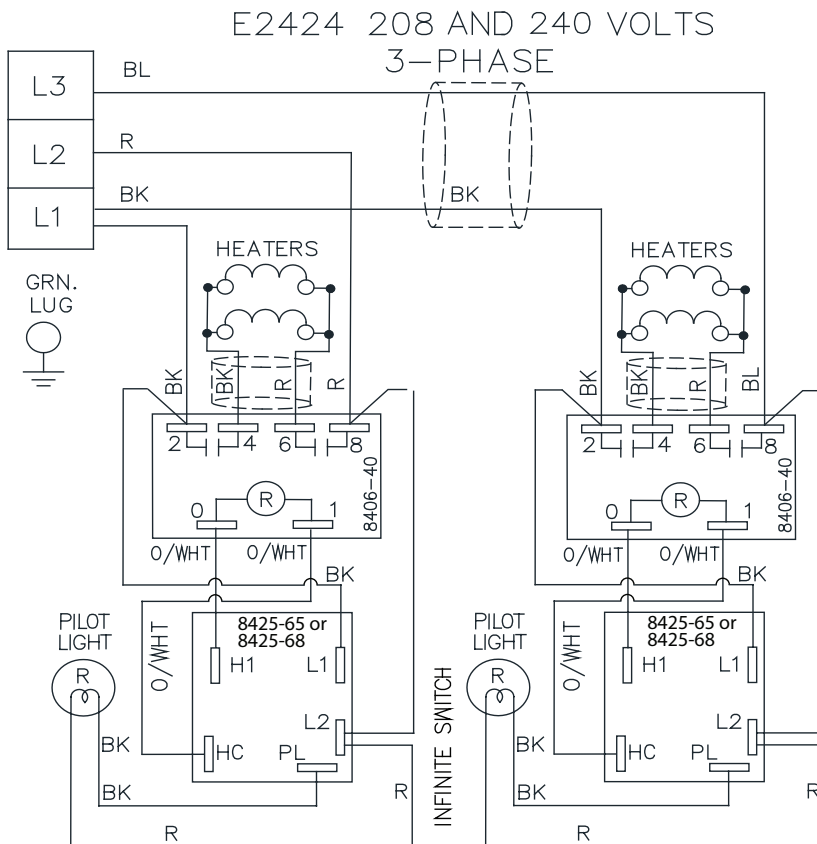 E2424 208 AND 240 VOLTS
3-PHASE
L3
BL
L2
R
L1
BK
BK
GRN.
LUG
HEATERS
HEATERS
BK
BK
R
R
BK
BK
R
BL
2
4
6
8
2
4
6
8
R
R
0
1
0
1
8406-40
8406-40
O/WHT
O/WHT
BK
O/WHT
O/WHT
BK
PILOT
LIGHT
R
O/WHT
8425-65 or
8425-68
H1
L1
L2
HC
PL
BK
BK
R
R
INFINITE SWITCH
PILOT
LIGHT
R
O/WHT
8425-65 or
8425-68
H1
L1
L2
HC
PL
BK
BK
R
R